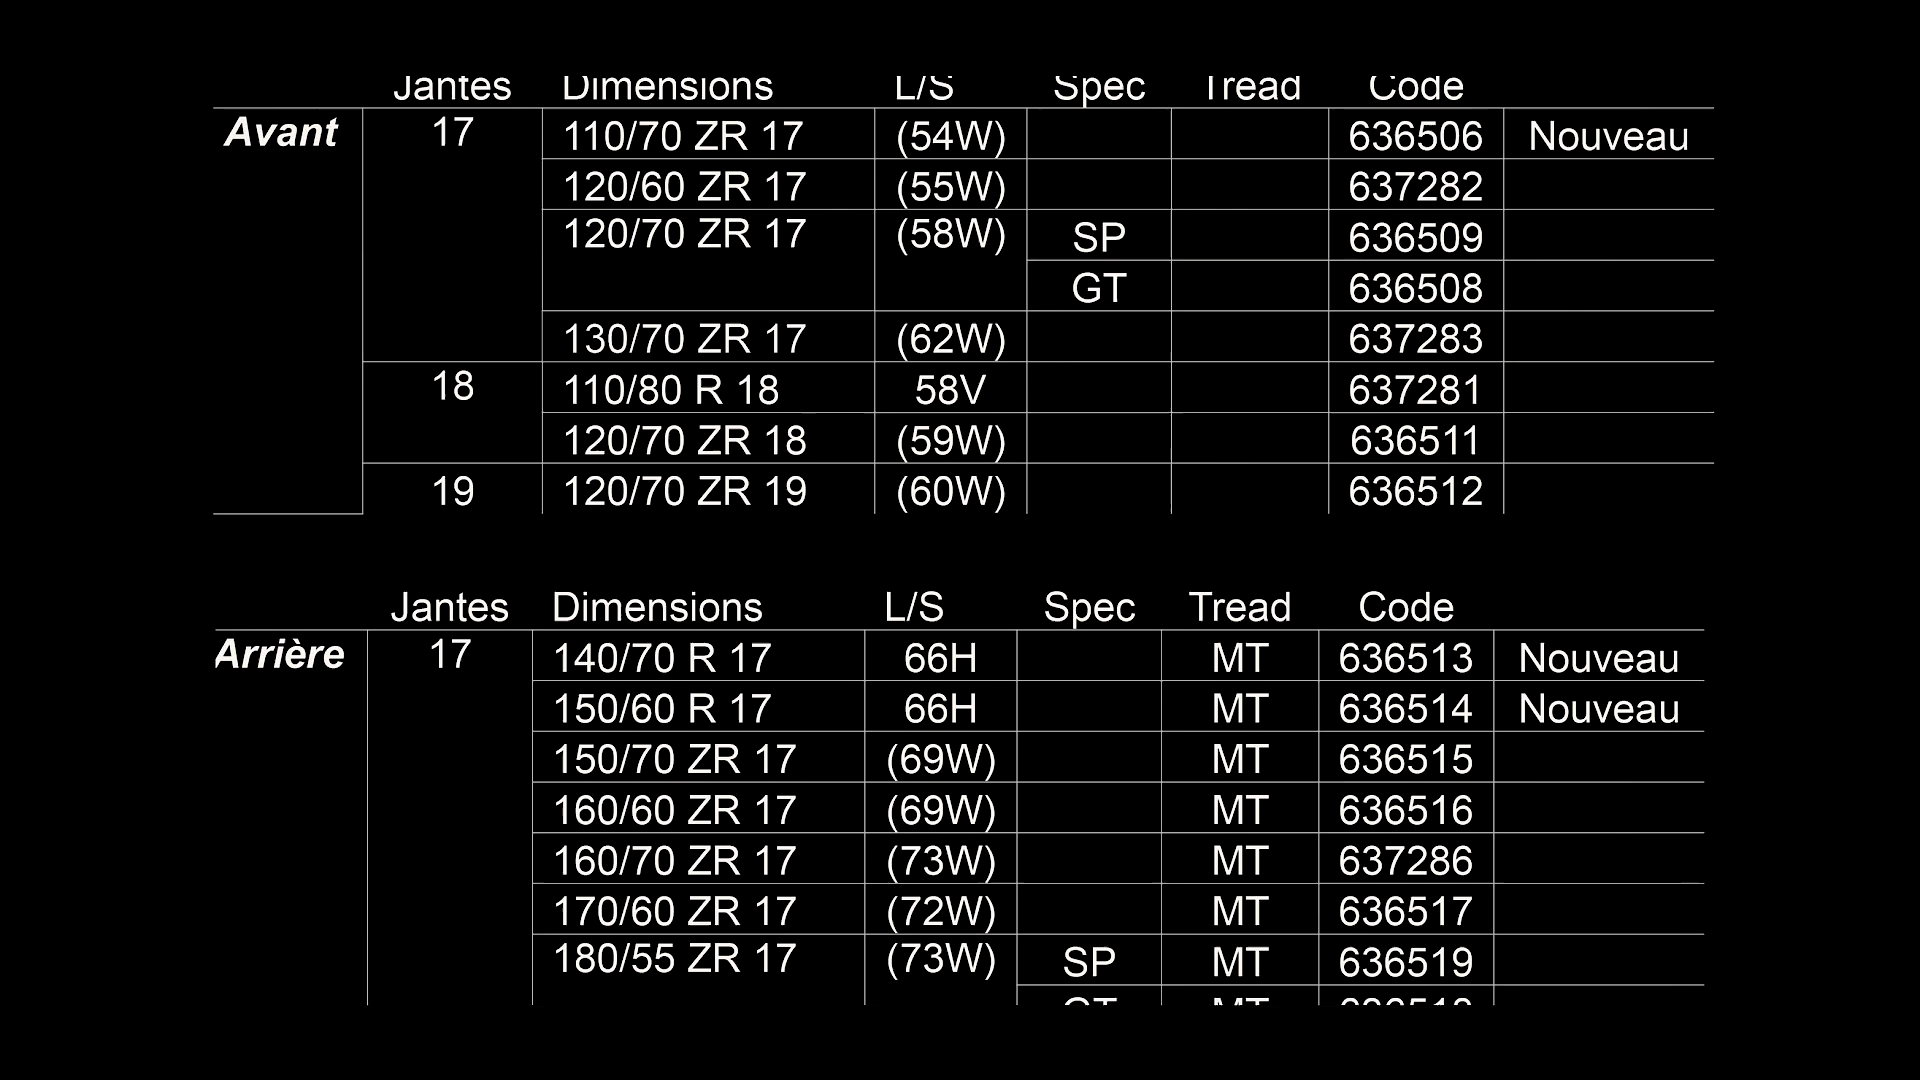 Jantes Dimensions L/S Spec Tread Code
Avant 17 110/70 ZR 17 (54W) 636506 Nouveau
120/60 ZR 17 (55W) 637282
120/70 ZR 17 (58W) SP 636509
GT 636508
130/70 ZR 17 (62W) 637283
18 110/80 R 18 58V 637281
120/70 ZR 18 (59W) 636511
19 120/70 ZR 19 (60W) 636512
Jantes Dimensions L/S Spec Tread Code
Arrière 17 140/70 R 17 66H MT 636513 Nouveau
150/60 R 17 66H MT 636514 Nouveau
150/70 ZR 17 (69W) MT 636515
160/60 ZR 17 (69W) MT 636516
160/70 ZR 17 (73W) MT 637286
170/60 ZR 17 (72W) MT 636517
180/55 ZR 17 (73W) SP MT 636519
GT MT